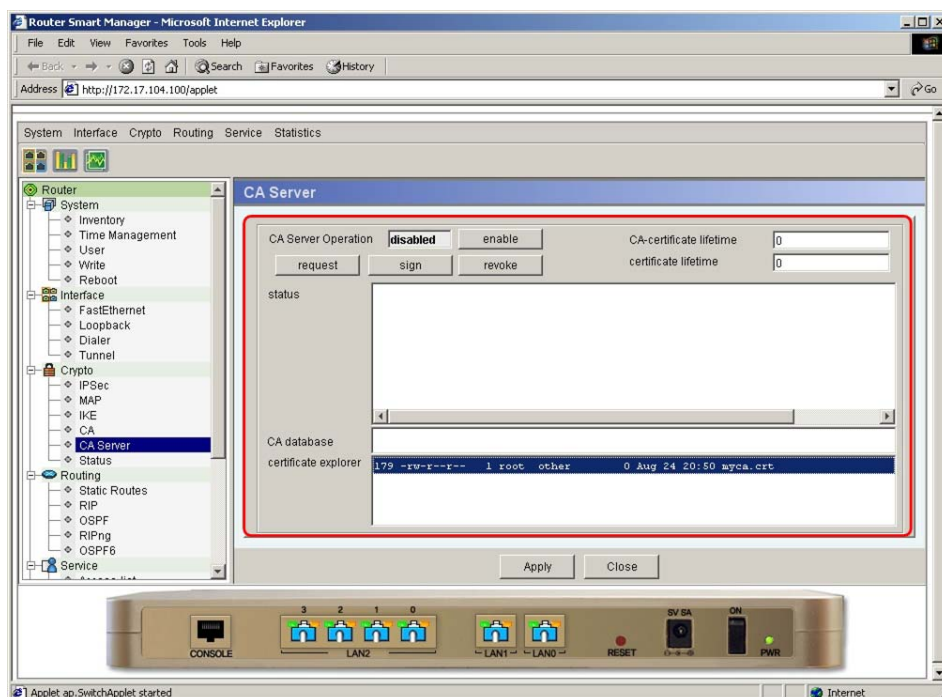 Router Smart Manager - Microsoft Internet Explorer
File Edit View Favorites Tools Help
Back Search Favorites History
Address http://172.17.104.100/applet Go
System Interface Crypto Routing Service Statistics
Router
System
Inventory
Time Management
User
Write
Reboot
Interface
FastEthernet
Loopback
Dialer
Tunnel
Crypto
IPSec
MAP
IKE
CA
CA Server
Status
Routing
Static Routes
RIP
OSPF
RIPng
OSPF6
Service
CA Server
CA Server Operation disabled enable CA-certificate lifetime 0
request sign revoke certificate lifetime 0
status
CA database
certificate explorer 179 -rw-r--r-- 1 root other 0 Aug 24 20:50 myca.crt
Apply Close
3 2 1 0 5V 5A ON
CONSOLE LAN2 LAN1 LAN0 RESET PWR
Applet ap.SwitchApplet started Internet